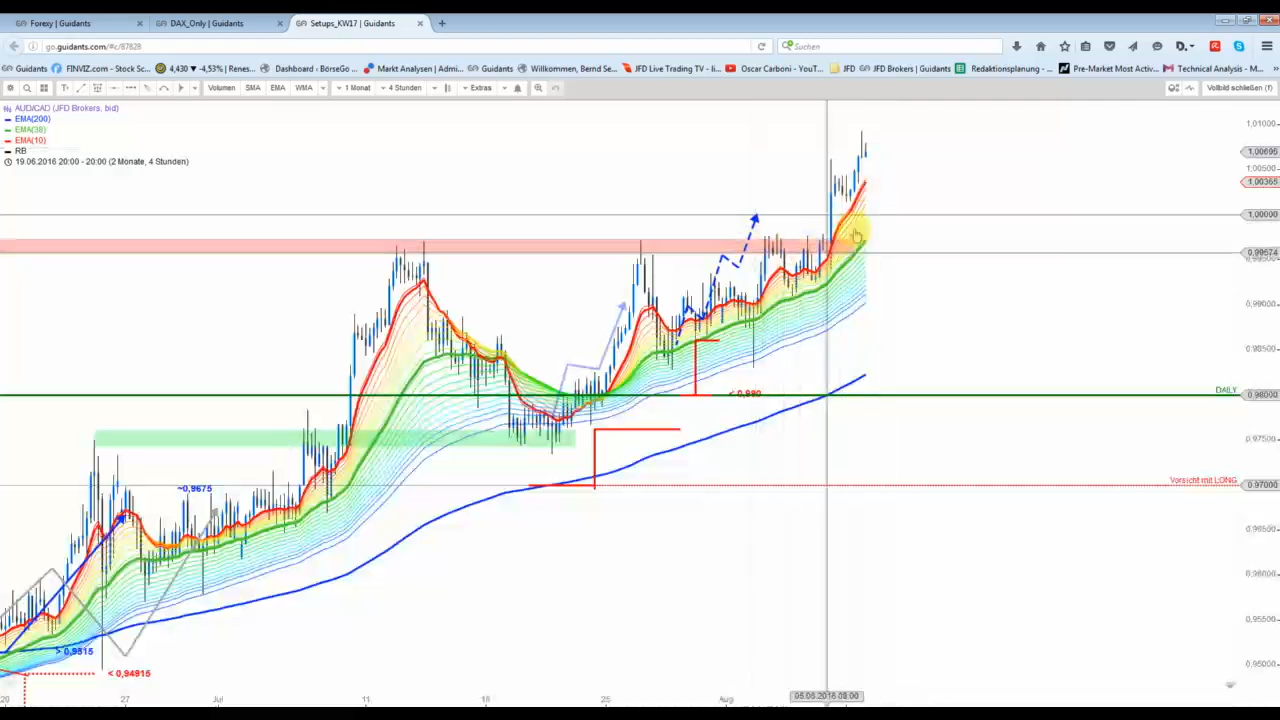 Forexy | Guidants
DAX_Only | Guidants
Setups_KW17 | Guidants
go.guidants.com/#c/87828
Suchen
Guidants
FINVIZ.com - Stock Sc...
4,430 ▼ -4,53% | Renes...
Dashboard ‹ BörseGo ...
Markt Analysen | Admi...
Guidants
Willkommen, Bernd Se...
JFD Live Trading TV - li...
Oscar Carboni - YouT...
JFD
JFD Brokers | Guidants
Redaktionsplanung - ...
Pre-Market Most Activ...
Technical Analysis - M...
Volumen
SMA
EMA
WMA
1 Monat
4 Stunden
Extras
Vollbild schließen (f)
AUD/CAD (JFD Brokers, bid)
EMA(200)
EMA(38)
EMA(10)
RB
19.06.2016 20:00 - 20:00 (2 Monate, 4 Stunden)
1,01000
1,00695
1,00500
1,00365
1,00000
0,99574
0,99000
0,98500
DAILY
0,98000
< 0,980
0,97500
Vorsicht mit LONG
0,97000
~0,9675
0,96500
0,96000
0,95500
> 0,9515
0,95000
< 0,94915
20
27
Jul
11
18
25
Aug
05.08.2016 08:00